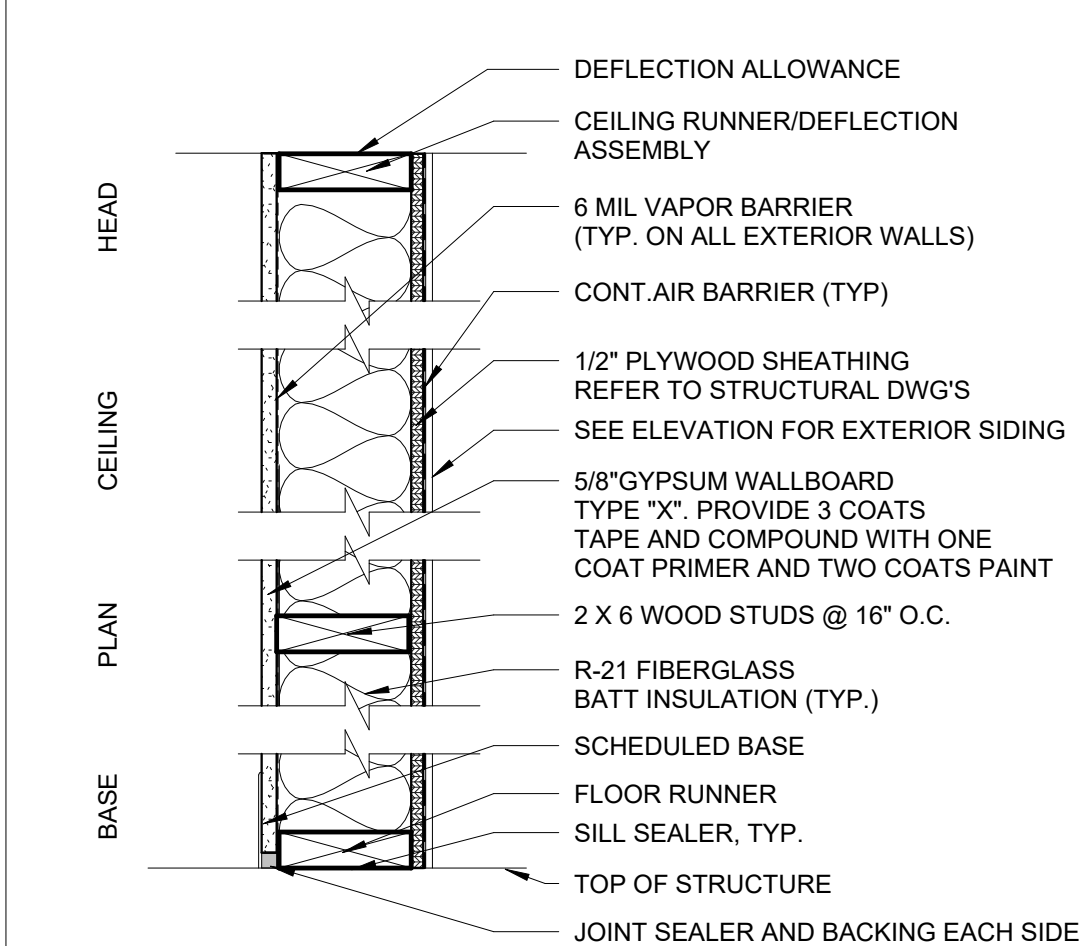 DEFLECTION ALLOWANCE
CEILING RUNNER/DEFLECTION
ASSEMBLY
HEAD
6 MIL VAPOR BARRIER
(TYP. ON ALL EXTERIOR WALLS)
CONT.AIR BARRIER (TYP)
1/2" PLYWOOD SHEATHING
REFER TO STRUCTURAL DWG'S
CEILING
SEE ELEVATION FOR EXTERIOR SIDING
5/8"GYPSUM WALLBOARD
TYPE "X". PROVIDE 3 COATS
TAPE AND COMPOUND WITH ONE
COAT PRIMER AND TWO COATS PAINT
PLAN
2 X 6 WOOD STUDS @ 16" O.C.
R-21 FIBERGLASS
BATT INSULATION (TYP.)
SCHEDULED BASE
BASE
FLOOR RUNNER
SILL SEALER, TYP.
TOP OF STRUCTURE
JOINT SEALER AND BACKING EACH SIDE